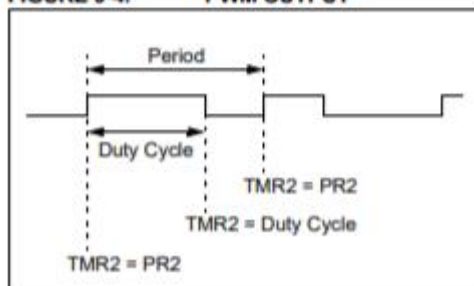 Period
Duty Cycle
TMR2 = PR2
TMR2 = Duty Cycle
TMR2 = PR2